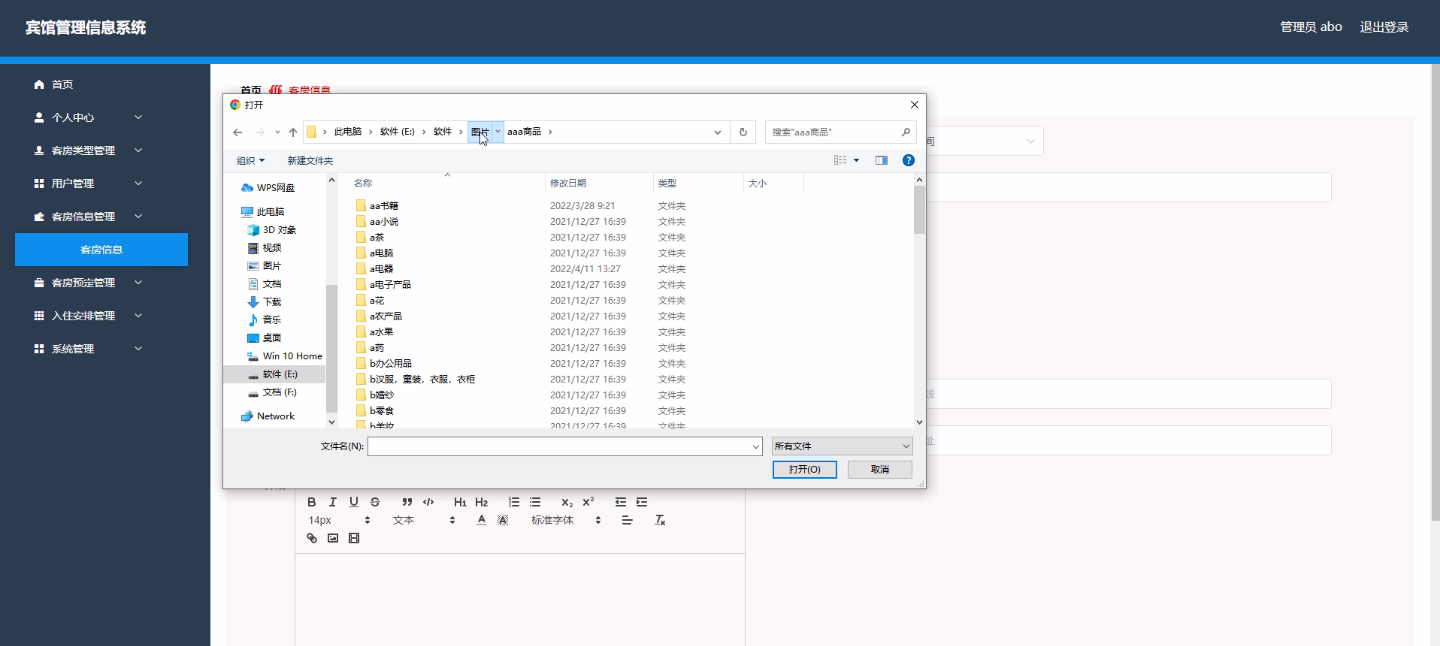 宾馆管理信息系统
管理员 abo 退出登录
首页
个人中心
客房类型管理
用户管理
客房信息管理
客房信息
客房预定管理
入住安排管理
系统管理
首页 客房信息
打开
此电脑 软件 (E:) 软件 图片 aaa商品
搜索"aaa商品"
组织 新建文件夹
WPS网盘
此电脑
3D 对象
视频
图片
文档
下载
音乐
桌面
Win 10 Home
软件 (E:)
文档 (F:)
Network
名称 修改日期 类型 大小
aa书籍 2022/3/28 9:21 文件夹
aa小说 2021/12/27 16:39 文件夹
a茶 2021/12/27 16:39 文件夹
a电脑 2021/12/27 16:39 文件夹
a电器 2022/4/11 13:27 文件夹
a电子产品 2021/12/27 16:39 文件夹
a花 2021/12/27 16:39 文件夹
a农产品 2021/12/27 16:39 文件夹
a水果 2021/12/27 16:39 文件夹
a药 2021/12/27 16:39 文件夹
b办公用品 2021/12/27 16:39 文件夹
b汉服，童装，衣服，衣柜 2021/12/27 16:39 文件夹
b婚纱 2021/12/27 16:39 文件夹
b零食 2021/12/27 16:39 文件夹
b美妆 2021/12/27 16:39 文件夹
文件名(N): 所有文件
打开(O) 取消
间
址
B I U S H1 H2 X₂ X²
14px 文本 A A 标准字体